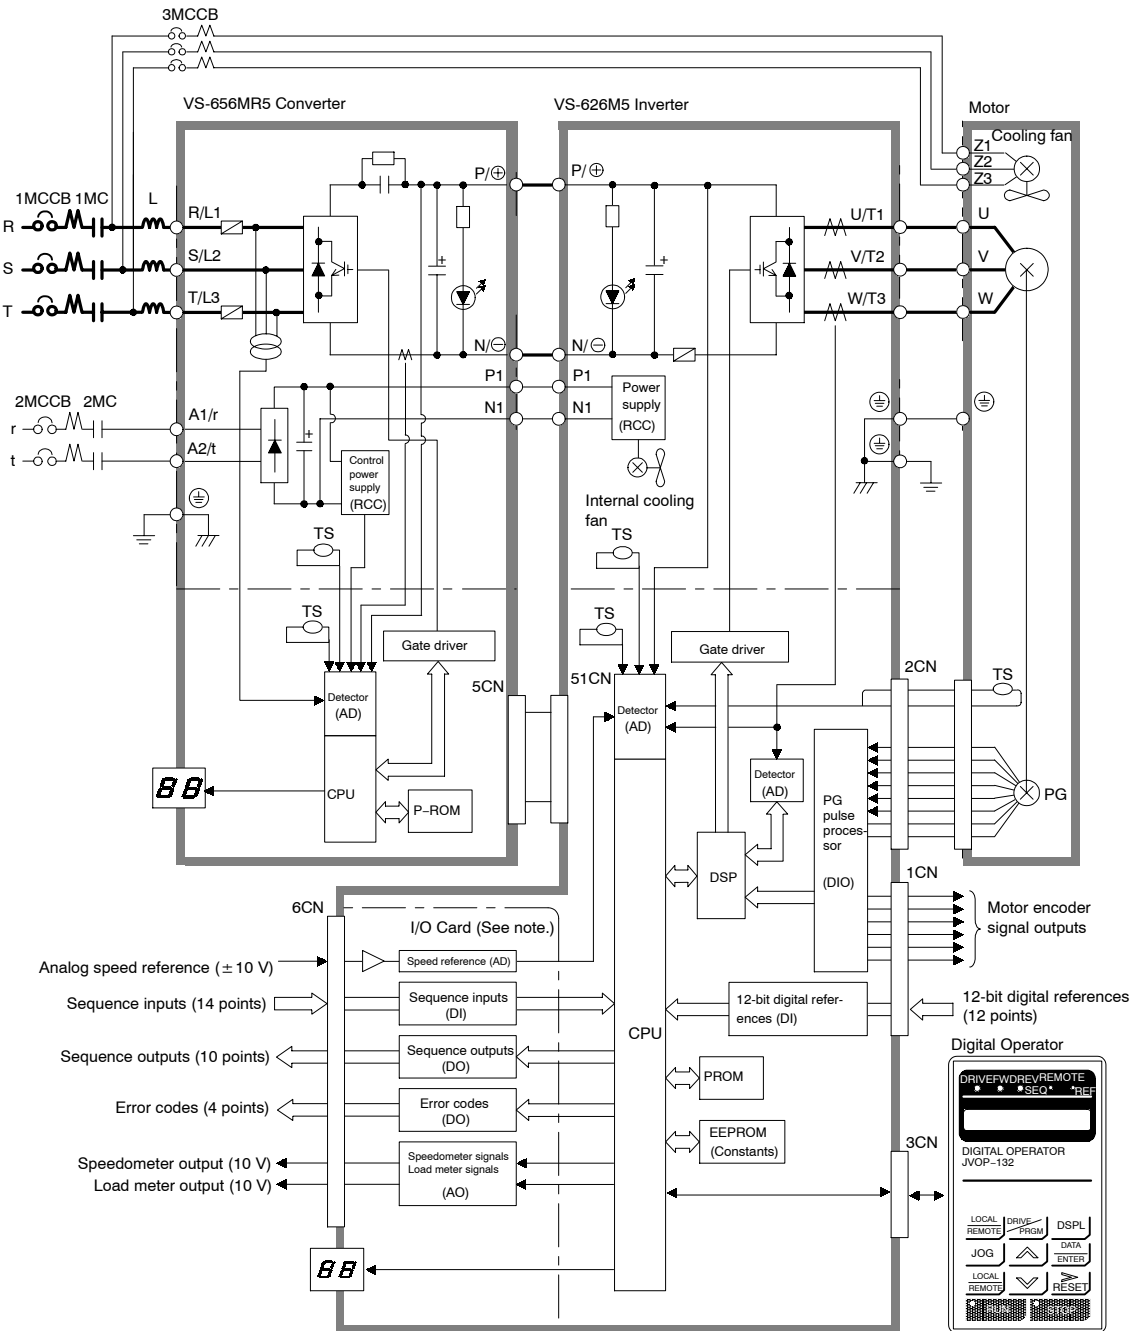 3MCCB
VS-656MR5 Converter
VS-626M5 Inverter
Motor
Cooling fan
Z1
Z2
Z3
P/⊕
P/⊕
1MCCB 1MC
L
R
R/L1
U/T1
U
S
S/L2
V/T2
V
T
T/L3
W/T3
W
+
+
N/⊖
N/⊖
P1
P1
N1
N1
Power
supply
(RCC)
2MCCB 2MC
r
A1/r
t
A2/t
+
Control
power
supply
(RCC)
Internal cooling
fan
TS
TS
TS
TS
Gate driver
Gate driver
5CN
51CN
2CN
TS
Detector
(AD)
Detector
(AD)
Detector
(AD)
88
CPU
P-ROM
DSP
PG
pulse
proces-
sor
(DIO)
PG
1CN
6CN
I/O Card (See note.)
Motor encoder
signal outputs
Analog speed reference (±10 V)
Speed reference (AD)
Sequence inputs (14 points)
Sequence inputs
(DI)
12-bit digital refer-
ences (DI)
12-bit digital references
(12 points)
CPU
Sequence outputs (10 points)
Sequence outputs
(DO)
PROM
Error codes (4 points)
Error codes
(DO)
EEPROM
(Constants)
Speedometer output (10 V)
Load meter output (10 V)
Speedometer signals
Load meter signals
(AO)
3CN
88
Digital Operator
DRIVE FWD REV REMOTE
SEQ REF
DIGITAL OPERATOR
JVOP-132
LOCAL
REMOTE
DRIVE
PRGM
DSPL
JOG
DATA
ENTER
LOCAL
REMOTE
RESET
RUN
STOP